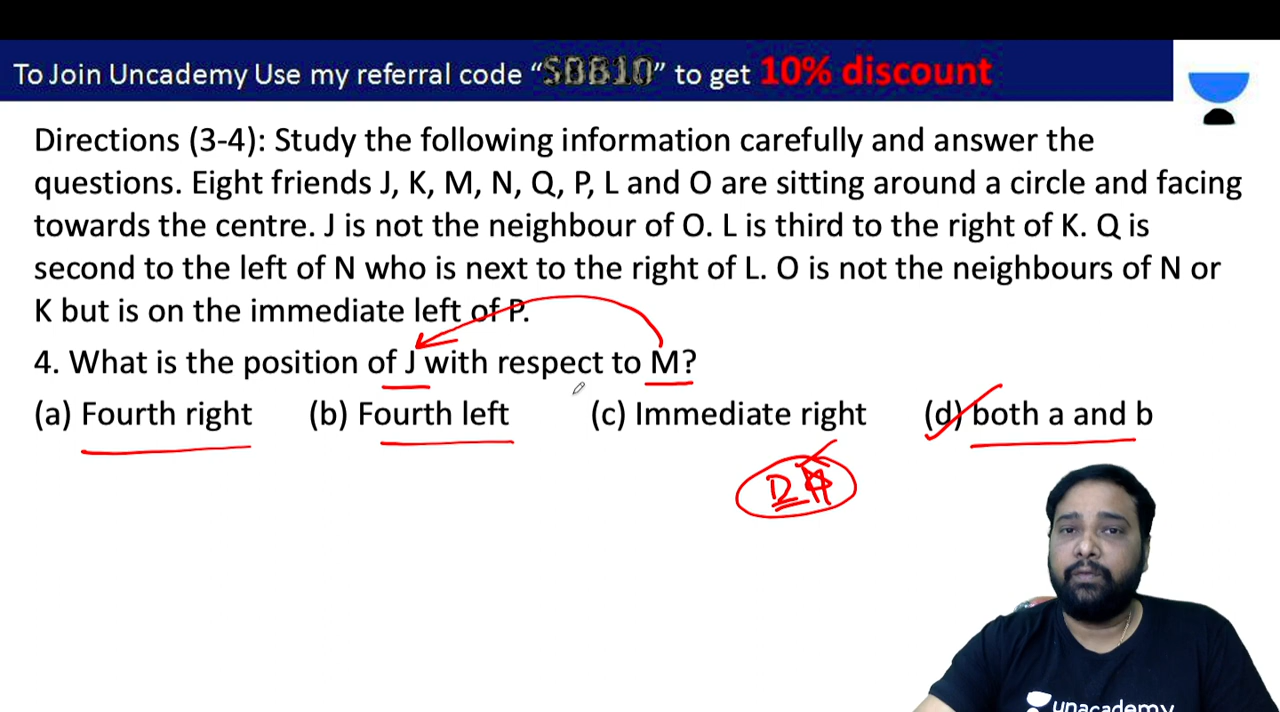 To Join Uncademy Use my referral code “SBB10” to get 10% discount
Directions (3-4): Study the following information carefully and answer the
questions. Eight friends J, K, M, N, Q, P, L and O are sitting around a circle and facing
towards the centre. J is not the neighbour of O. L is third to the right of K. Q is
second to the left of N who is next to the right of L. O is not the neighbours of N or
K but is on the immediate left of P.
4. What is the position of J with respect to M?
(a) Fourth right (b) Fourth left (c) Immediate right (d) both a and b
unacademy